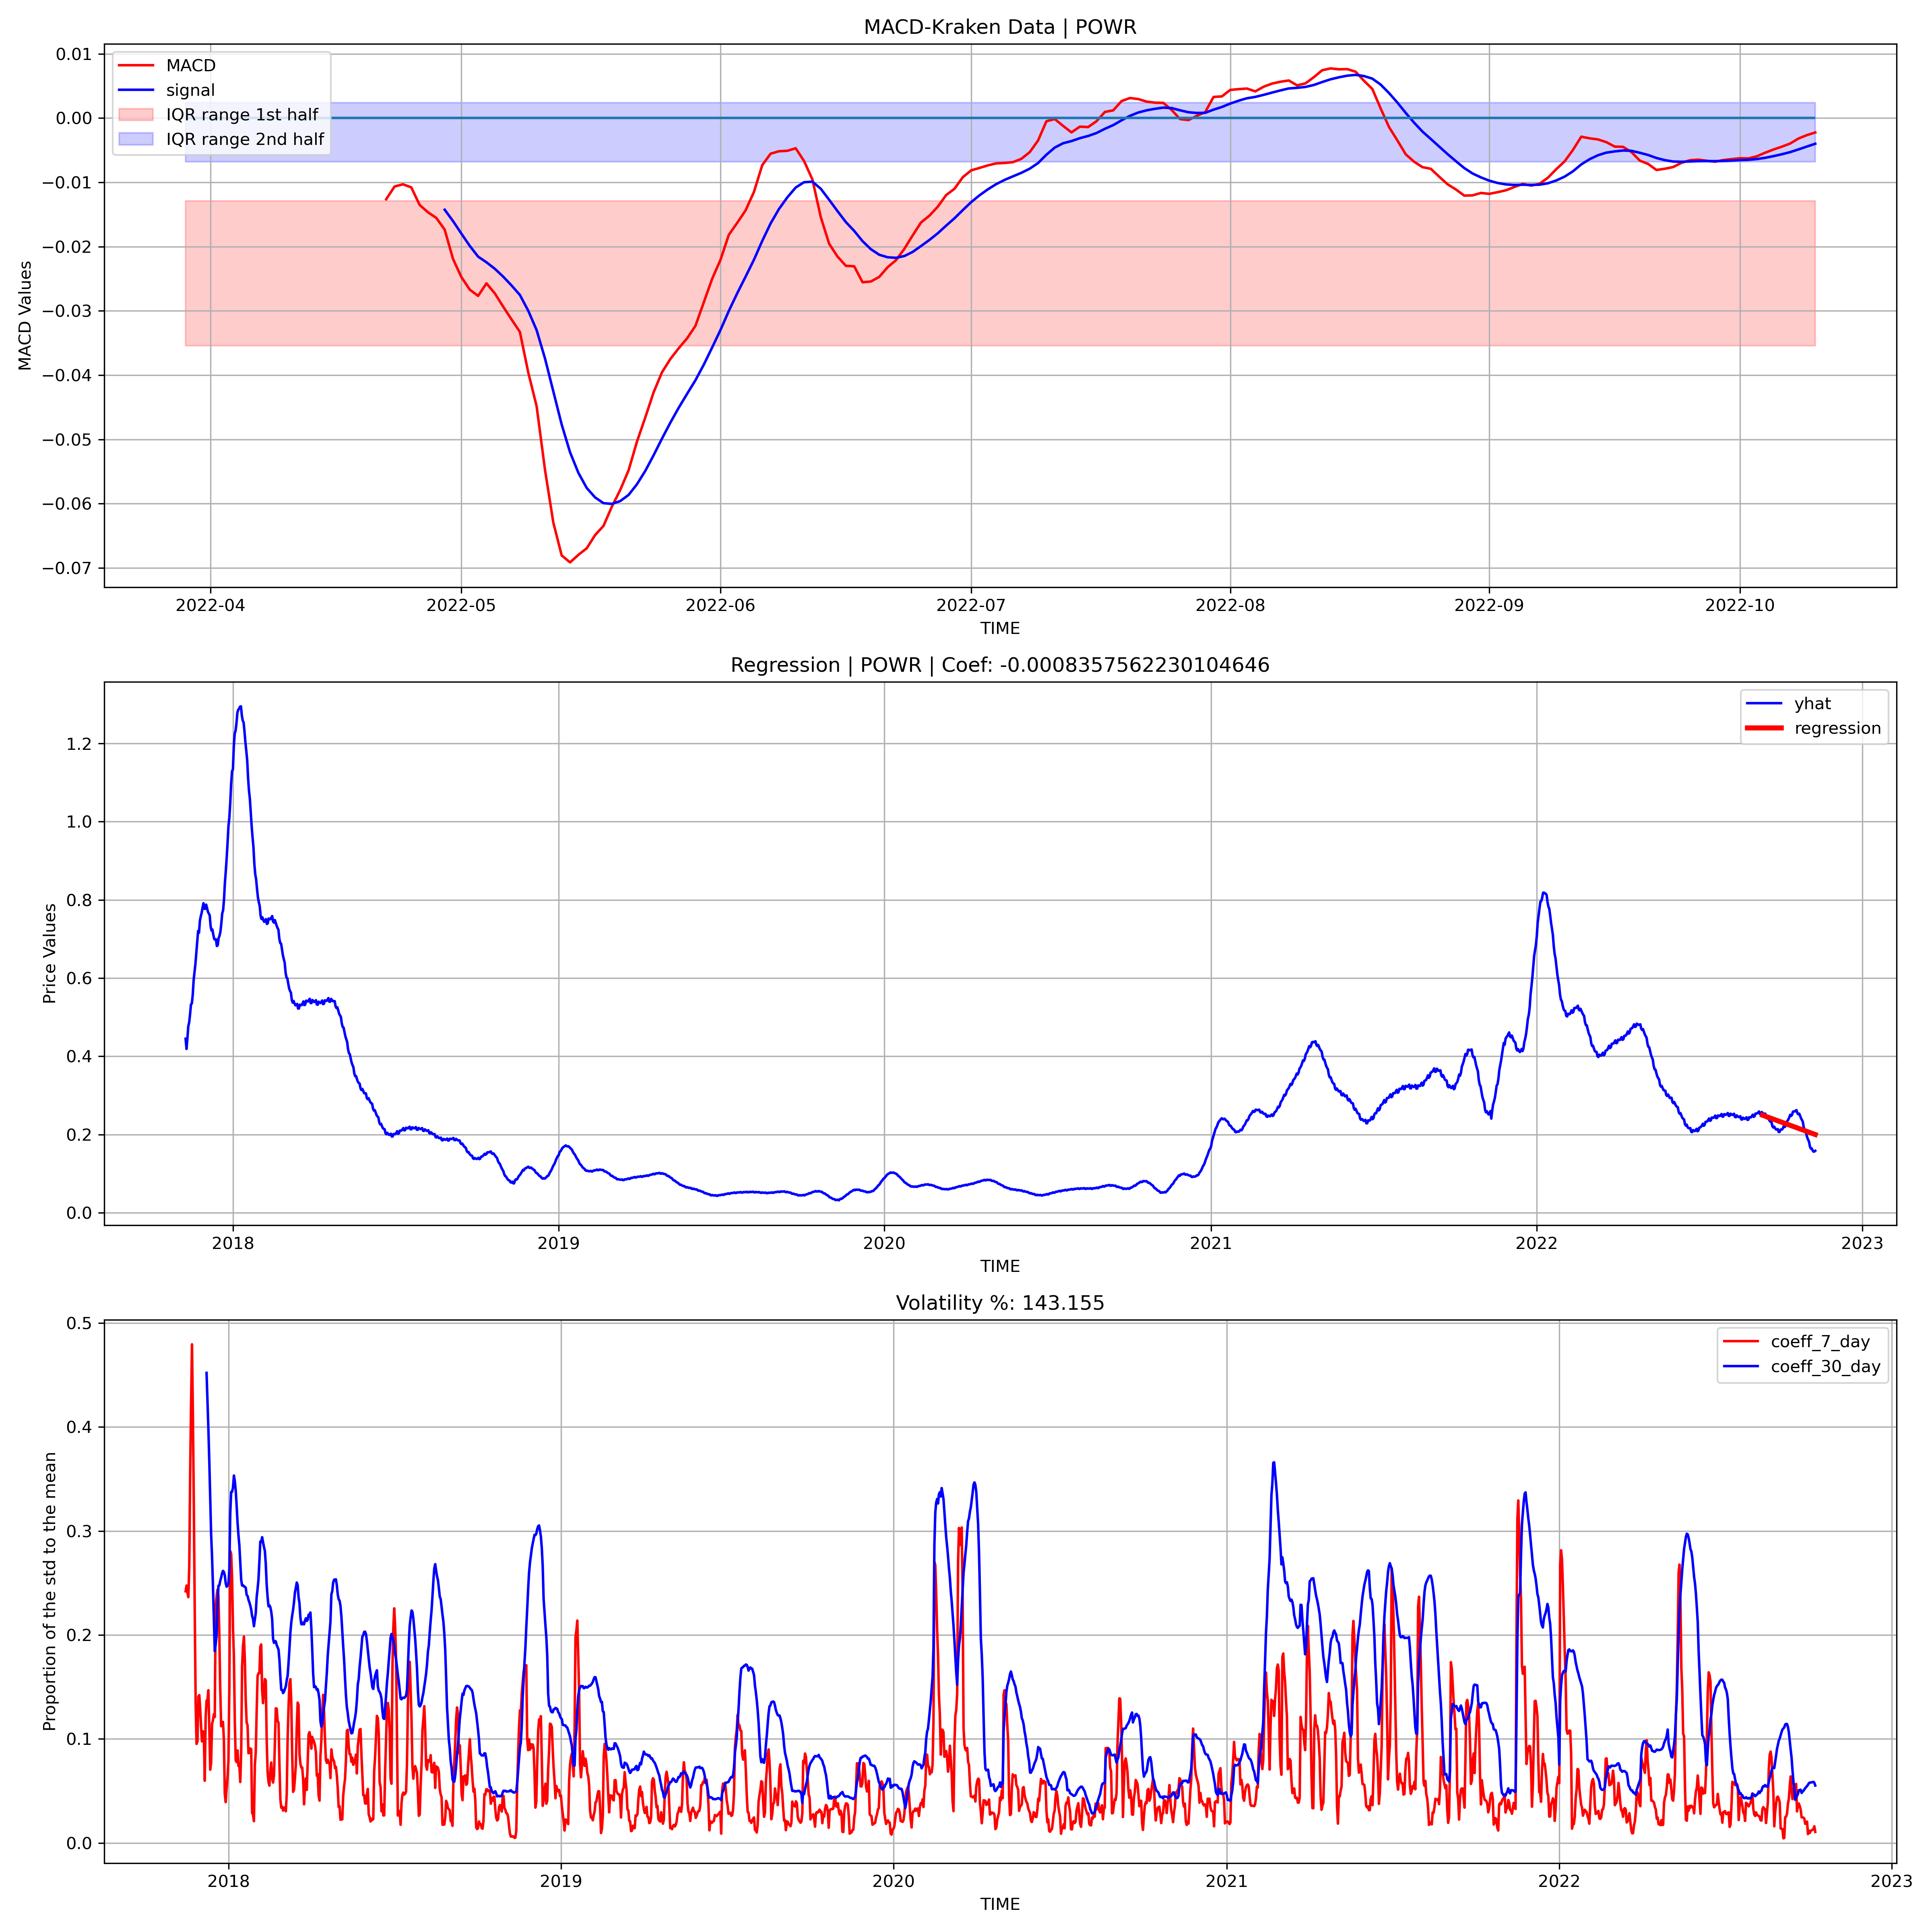 MACD-Kraken Data | POWR
MACD
signal
IQR range 1st half
IQR range 2nd half
MACD Values
0.01
0.00
−0.01
−0.02
−0.03
−0.04
−0.05
−0.06
−0.07
2022-04 2022-05 2022-06 2022-07 2022-08 2022-09 2022-10
TIME
Regression | POWR | Coef: -0.0008357562230104646
yhat
regression
Price Values
1.2
1.0
0.8
0.6
0.4
0.2
0.0
2018 2019 2020 2021 2022 2023
TIME
Volatility %: 143.155
coeff_7_day
coeff_30_day
Proportion of the std to the mean
0.5
0.4
0.3
0.2
0.1
0.0
2018 2019 2020 2021 2022 2023
TIME